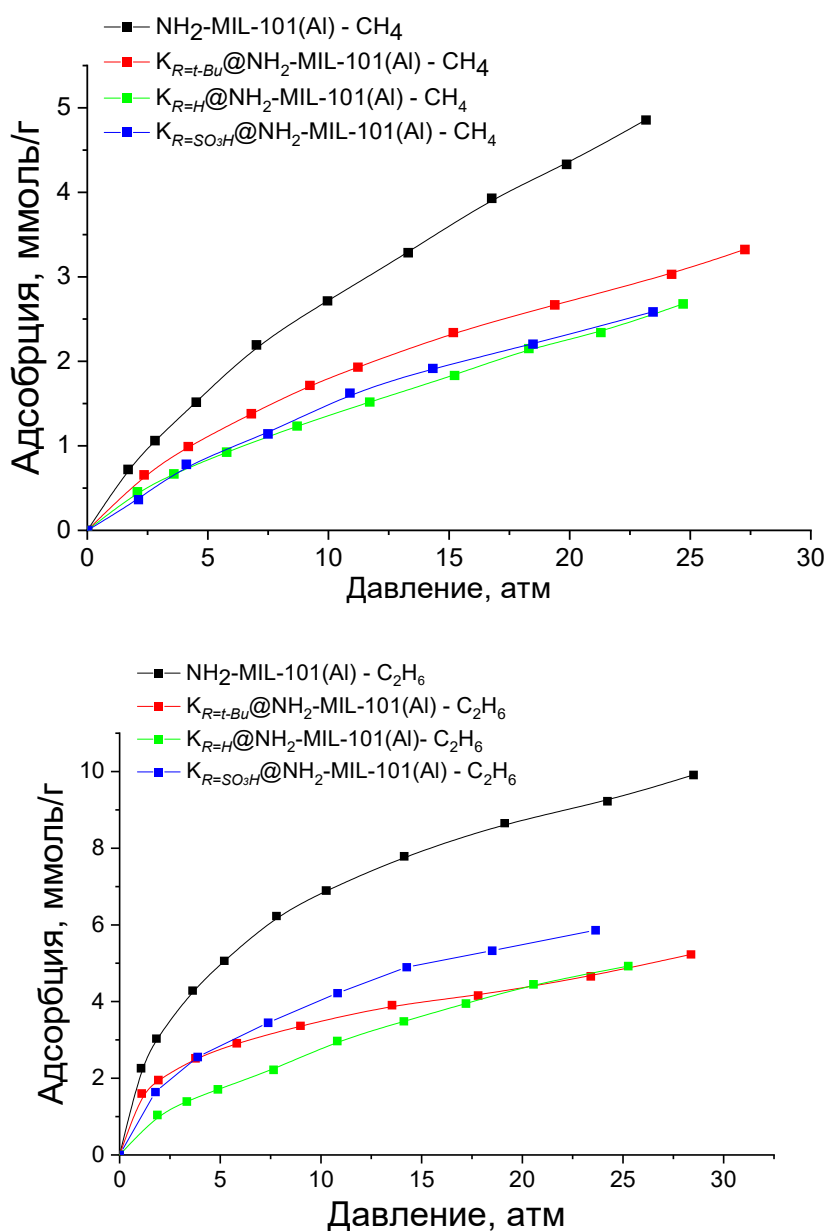 NH2-MIL-101(Al) - CH4
KR=t-Bu@NH2-MIL-101(Al) - CH4
KR=H@NH2-MIL-101(Al) - CH4
KR=SO3H@NH2-MIL-101(Al) - CH4
Адсобрция, ммоль/г
5
4
3
2
1
0
0 5 10 15 20 25 30
Давление, атм
NH2-MIL-101(Al) - C2H6
KR=t-Bu@NH2-MIL-101(Al) - C2H6
KR=H@NH2-MIL-101(Al)- C2H6
KR=SO3H@NH2-MIL-101(Al) - C2H6
Адсорбция, ммоль/г
10
8
6
4
2
0
0 5 10 15 20 25 30
Давление, атм